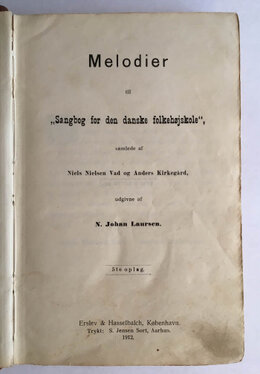 Melodier
til
„Sangbog for den danske folkehøjskole“,
samlede af
Niels Nielsen Vad og Anders Kirkegård,
udgivne af
N. Johan Laursen.
5te oplag.
Erslev & Hasselbalch, København.
Trykt: S. Jensen Sort, Aarhus.
1912.